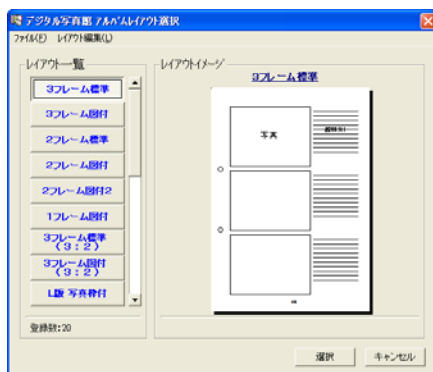 デジタル写真館 アルバムレイアウト選択
ファイル(F) レイアウト編集(L)
レイアウト一覧
3フレーム標準
3フレーム図付
2フレーム標準
2フレーム図付
2フレーム図付2
1フレーム図付
3フレーム標準
(3:2)
3フレーム図付
(3:2)
L版 写真枠付
登録数:20
レイアウトイメージ
3フレーム標準
写真
選択
キャンセル